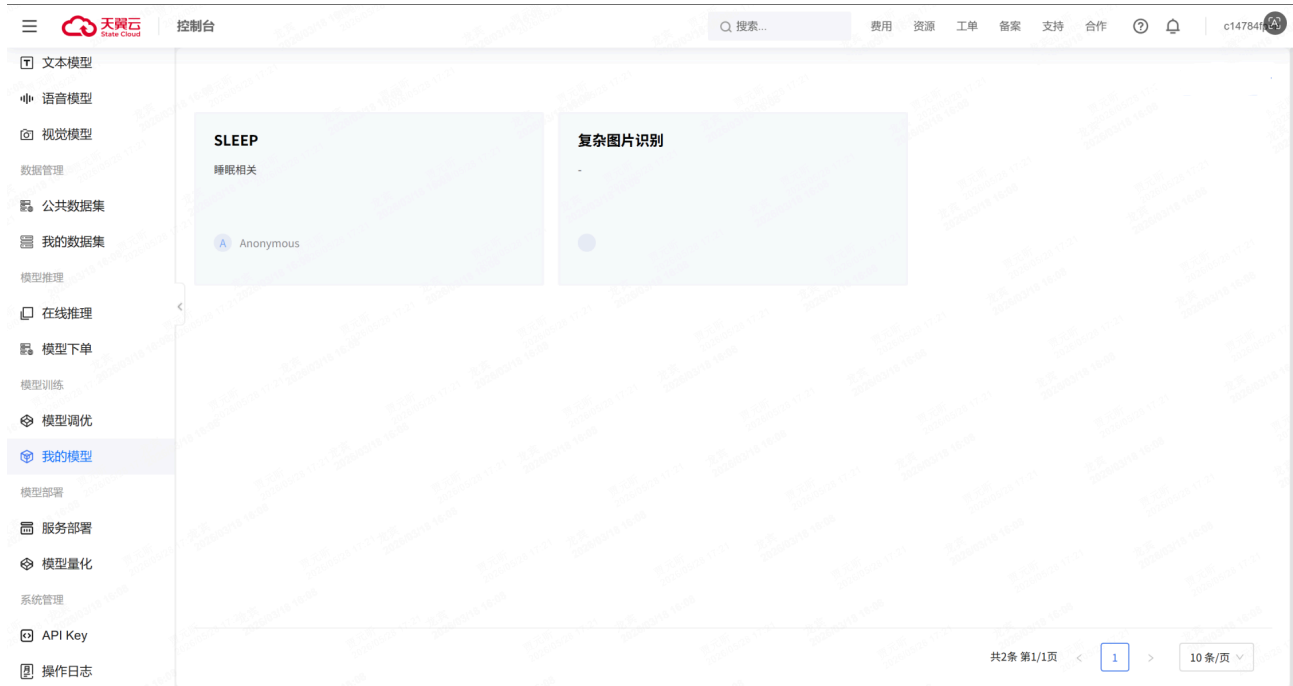 天翼云
State Cloud
控制台
搜索...
费用
资源
工单
备案
支持
合作
文本模型
语音模型
视觉模型
数据管理
公共数据集
我的数据集
模型推理
在线推理
模型下单
模型训练
模型调优
我的模型
模型部署
服务部署
模型量化
系统管理
API Key
操作日志
SLEEP
睡眠相关
A Anonymous
复杂图片识别
-
共2条 第1/1页 < 1 > 10 条/页